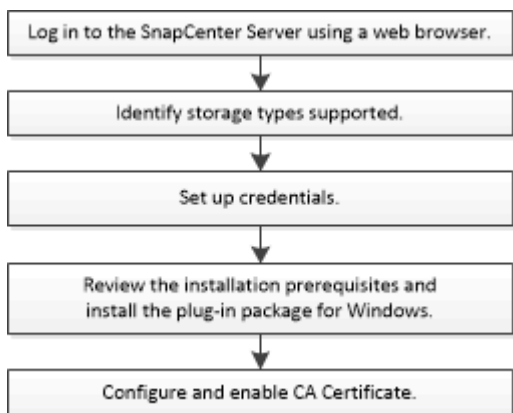 Log in to the SnapCenter Server using a web browser.
Identify storage types supported.
Set up credentials.
Review the installation prerequisites and
install the plug-in package for Windows.
Configure and enable CA Certificate.